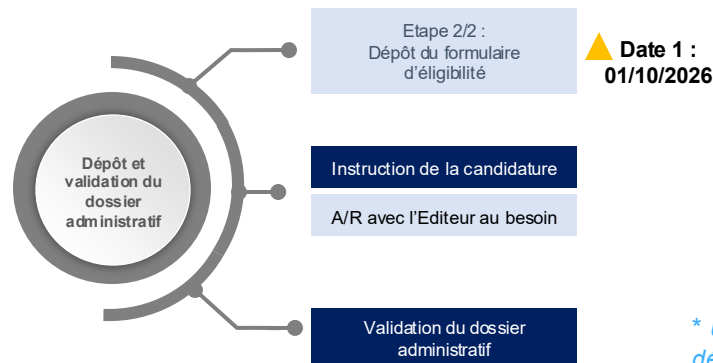 Etape 2/2 :
Dépôt du formulaire
d’éligibilité
Date 1 :
01/10/2026
Dépôt et
validation du
dossier
administratif
Instruction de la candidature
A/R avec l’Editeur au besoin
Validation du dossier
administratif
*